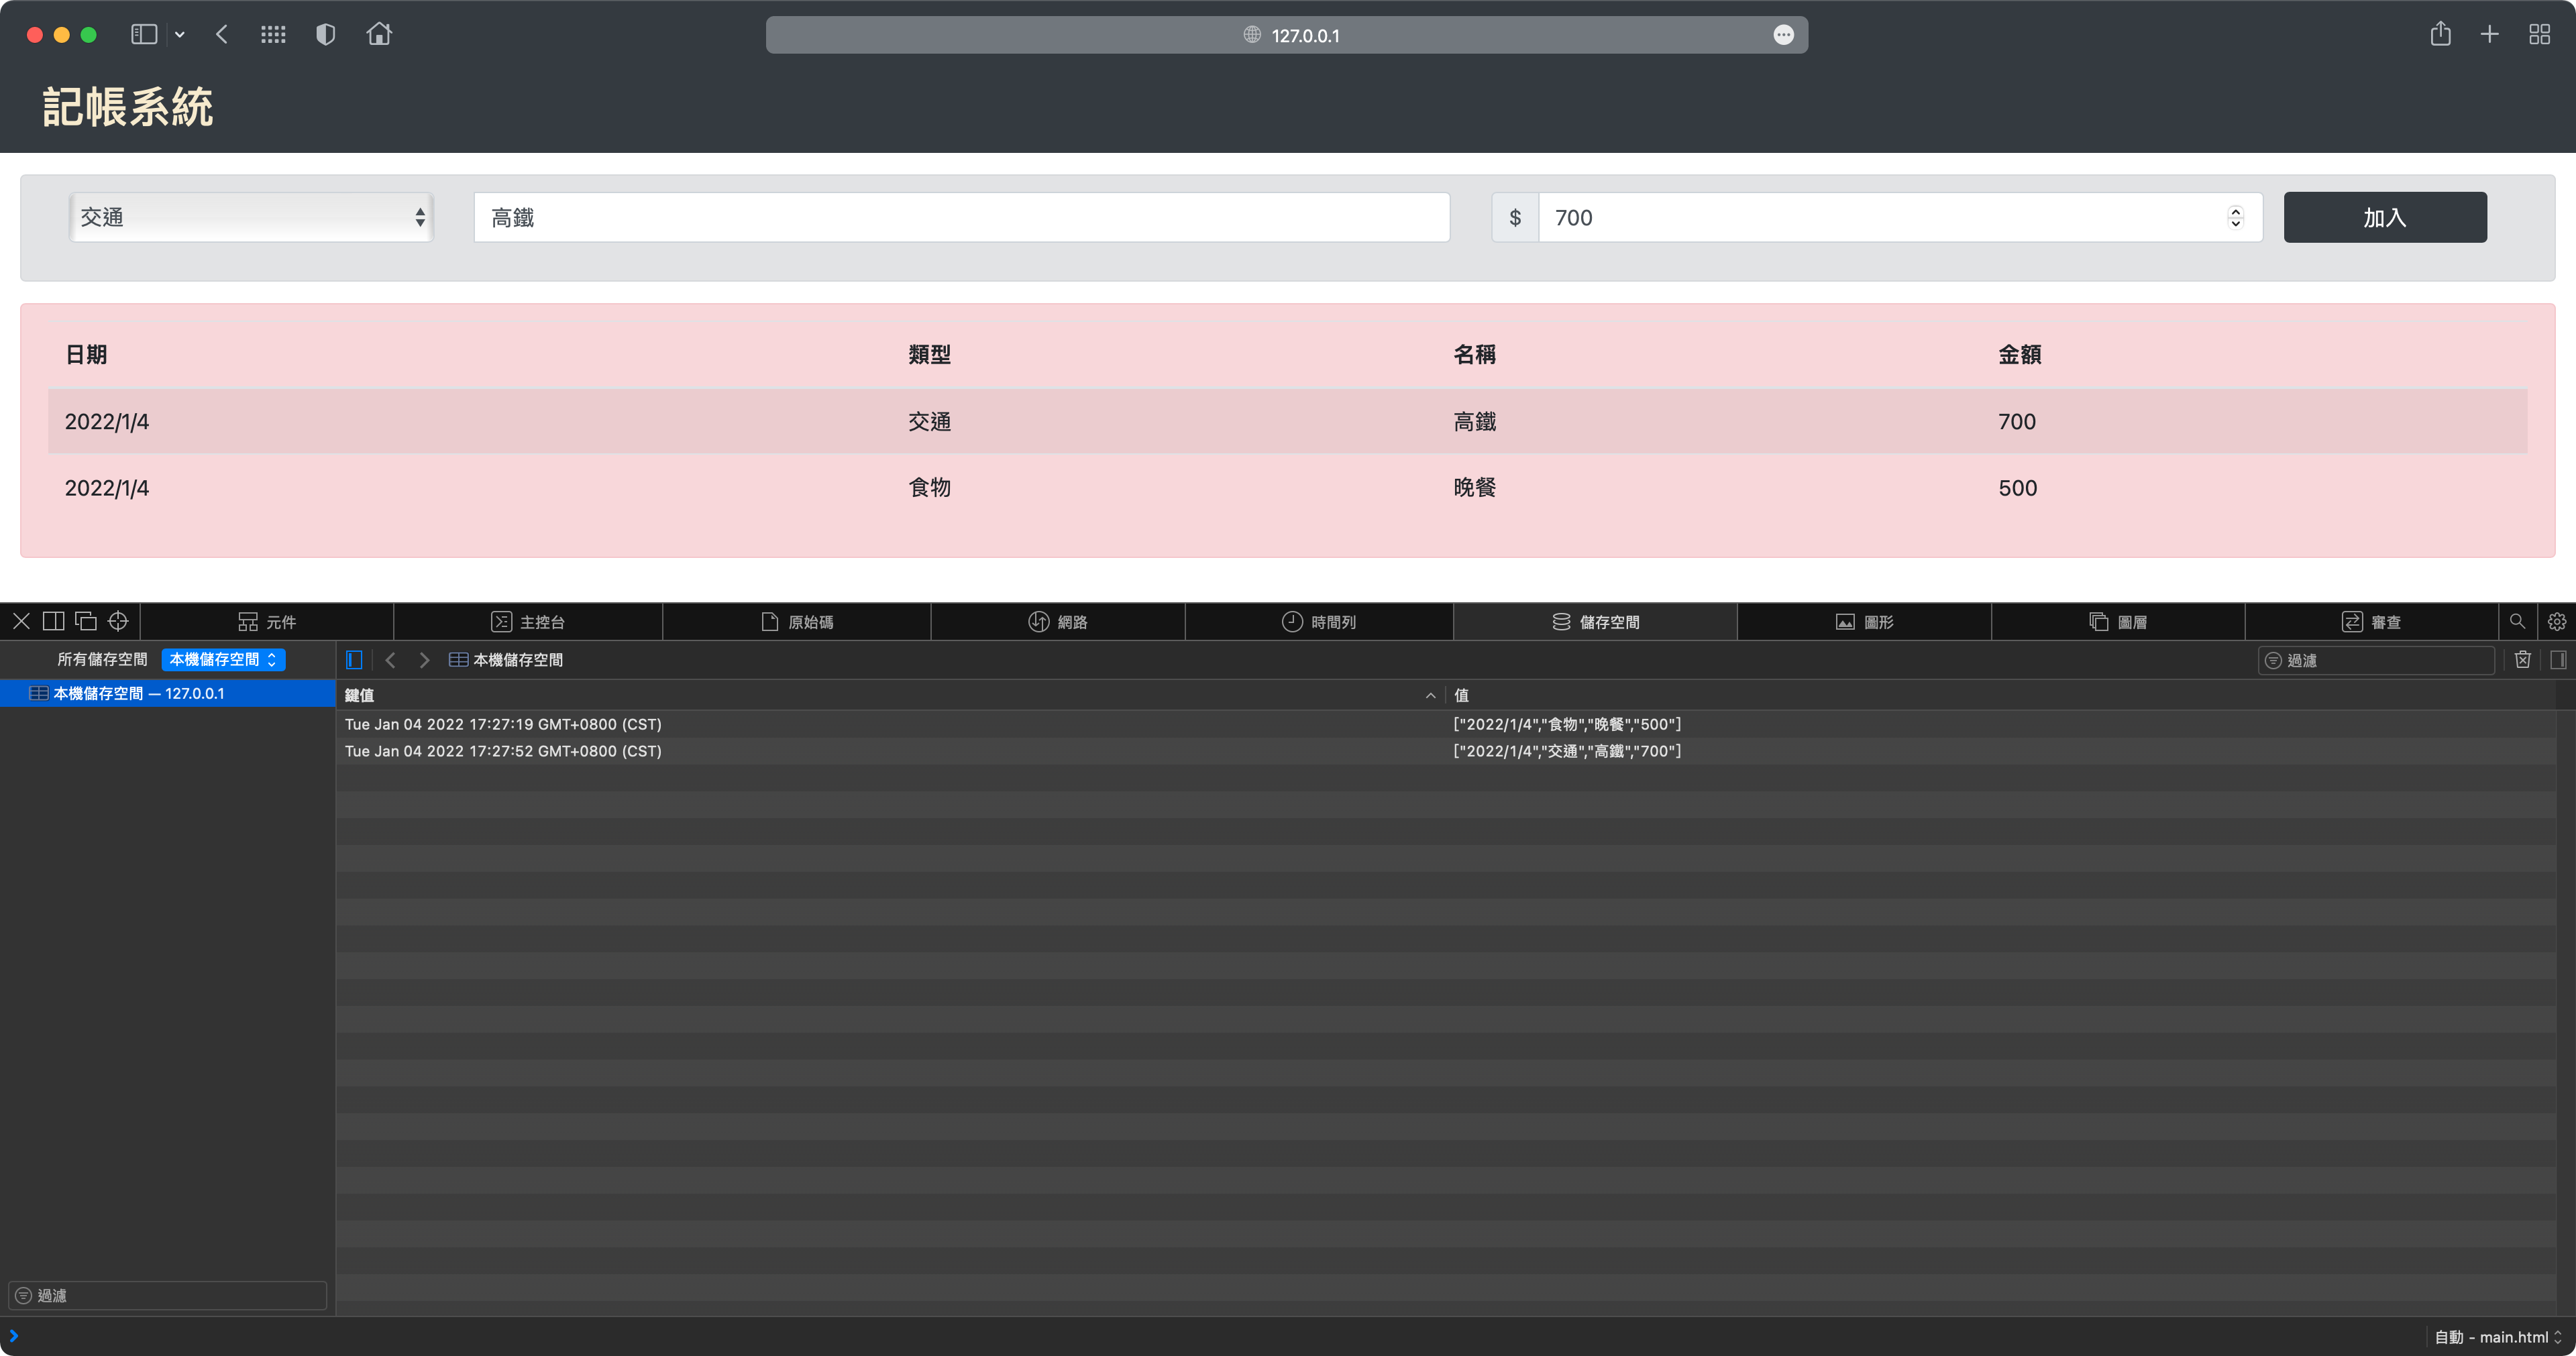 127.0.0.1
記帳系統
交通 高鐵 $ 700 加入
日期 類型 名稱 金額
2022/1/4 交通 高鐵 700
2022/1/4 食物 晚餐 500
元件 主控台 原始碼 網路 時間列 儲存空間 圖形 圖層 審查
所有儲存空間 本機儲存空間 本機儲存空間 過濾
本機儲存空間 — 127.0.0.1 鍵值 值
Tue Jan 04 2022 17:27:19 GMT+0800 (CST) ["2022/1/4","食物","晚餐","500"]
Tue Jan 04 2022 17:27:52 GMT+0800 (CST) ["2022/1/4","交通","高鐵","700"]
過濾
自動 - main.html